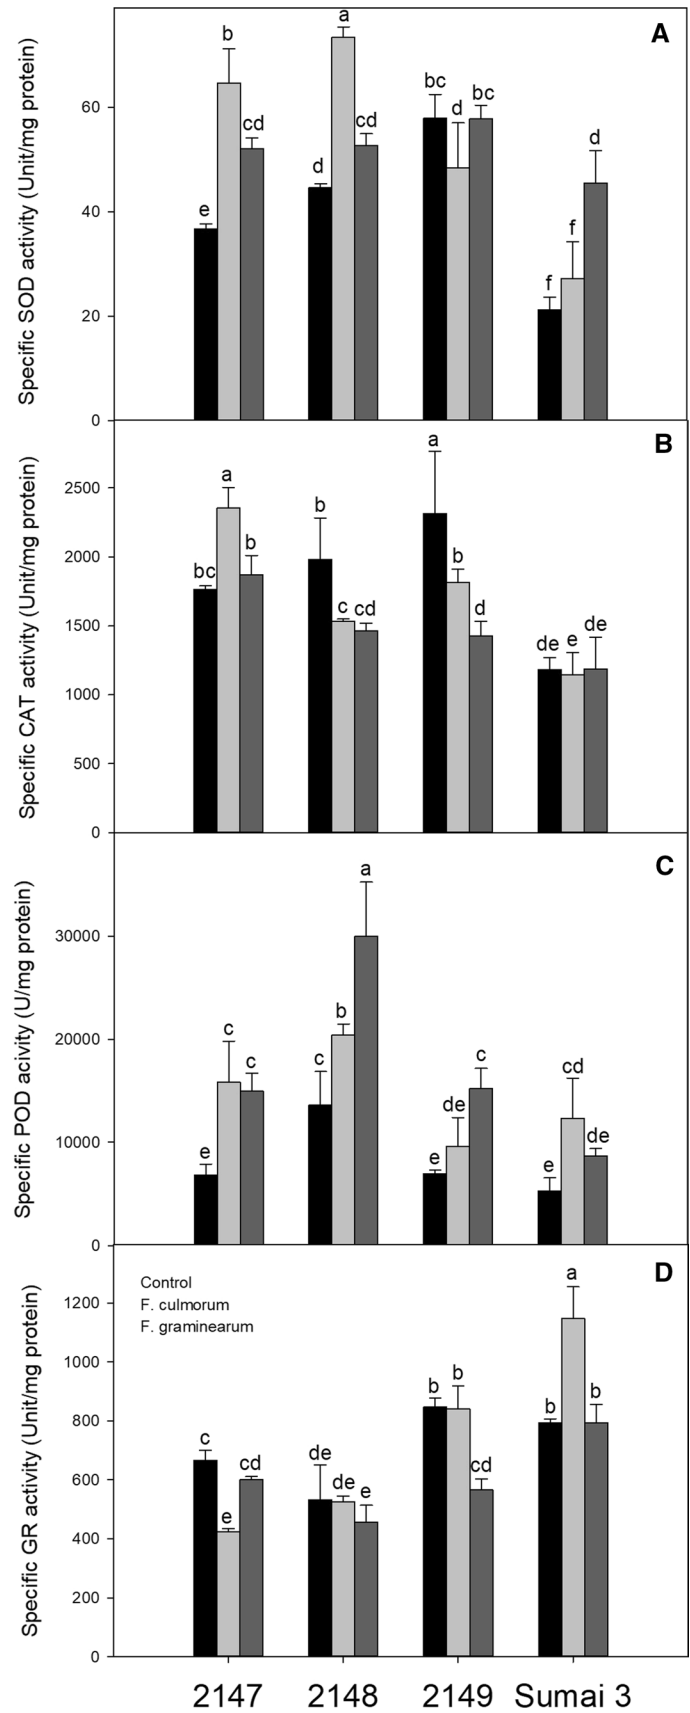 A
Specific SOD activity (Unit/mg protein)
60
40
20
0
e
b
cd
d
a
cd
bc
d
bc
f
f
d
B
Specific CAT activity (Unit/mg protein)
2500
2000
1500
1000
500
0
bc
a
b
b
c
cd
a
b
d
de
e
de
C
Specific POD acivity (U/mg protein)
30000
20000
10000
0
e
c
c
c
b
a
e
de
c
e
cd
de
D
Specific GR activity (Unit/mg protein)
Control
F. culmorum
F. graminearum
1200
1000
800
600
400
200
0
c
e
cd
de
de
e
b
b
cd
b
a
b
2147 2148 2149 Sumai 3